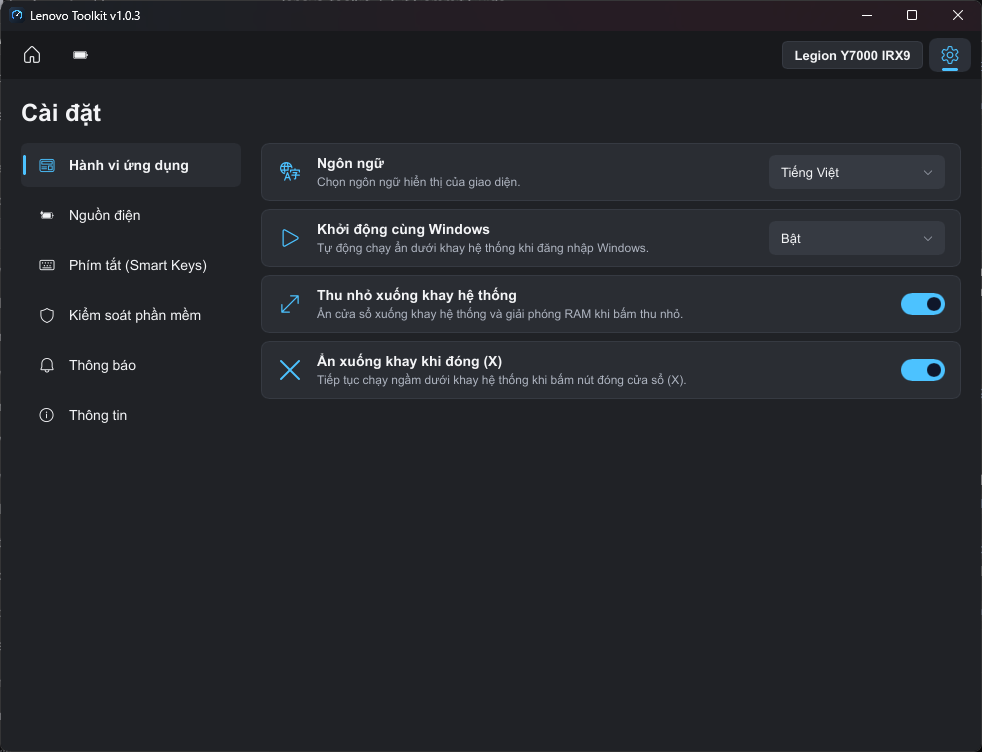 Lenovo Toolkit v1.0.3
Legion Y7000 IRX9
Cài đặt
Hành vi ứng dụng
Nguồn điện
Phím tắt (Smart Keys)
Kiểm soát phần mềm
Thông báo
Thông tin
Ngôn ngữ
Chọn ngôn ngữ hiển thị của giao diện.
Tiếng Việt
Khởi động cùng Windows
Tự động chạy ẩn dưới khay hệ thống khi đăng nhập Windows.
Bật
Thu nhỏ xuống khay hệ thống
Ẩn cửa sổ xuống khay hệ thống và giải phóng RAM khi bấm thu nhỏ.
Ẩn xuống khay khi đóng (X)
Tiếp tục chạy ngầm dưới khay hệ thống khi bấm nút đóng cửa sổ (X).